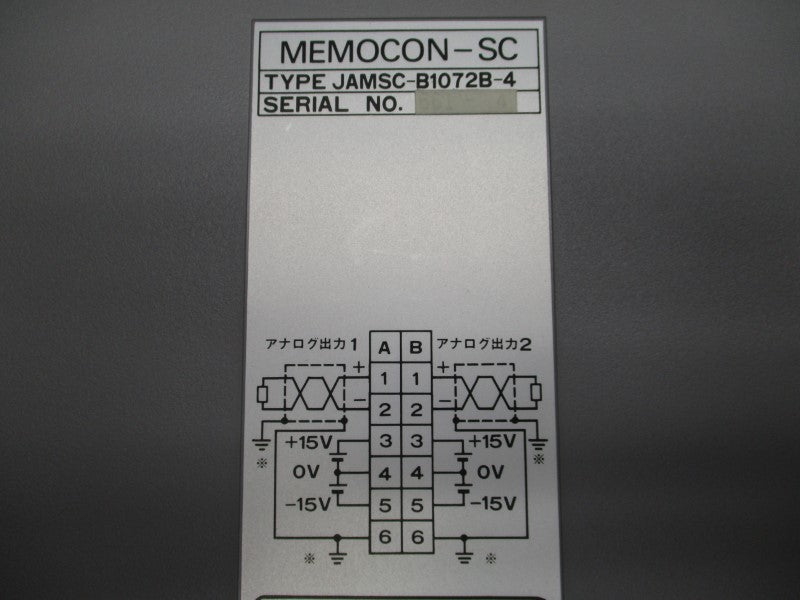 MEMOCON-SC
TYPE JAMSC-B1072B-4
SERIAL NO.
アナログ出力1 A B アナログ出力2
+ 1 1 +
− 2 2 −
+15V 3 3 +15V
※ ※
0V 4 4 0V
−15V 5 5 −15V
6 6
※ ※